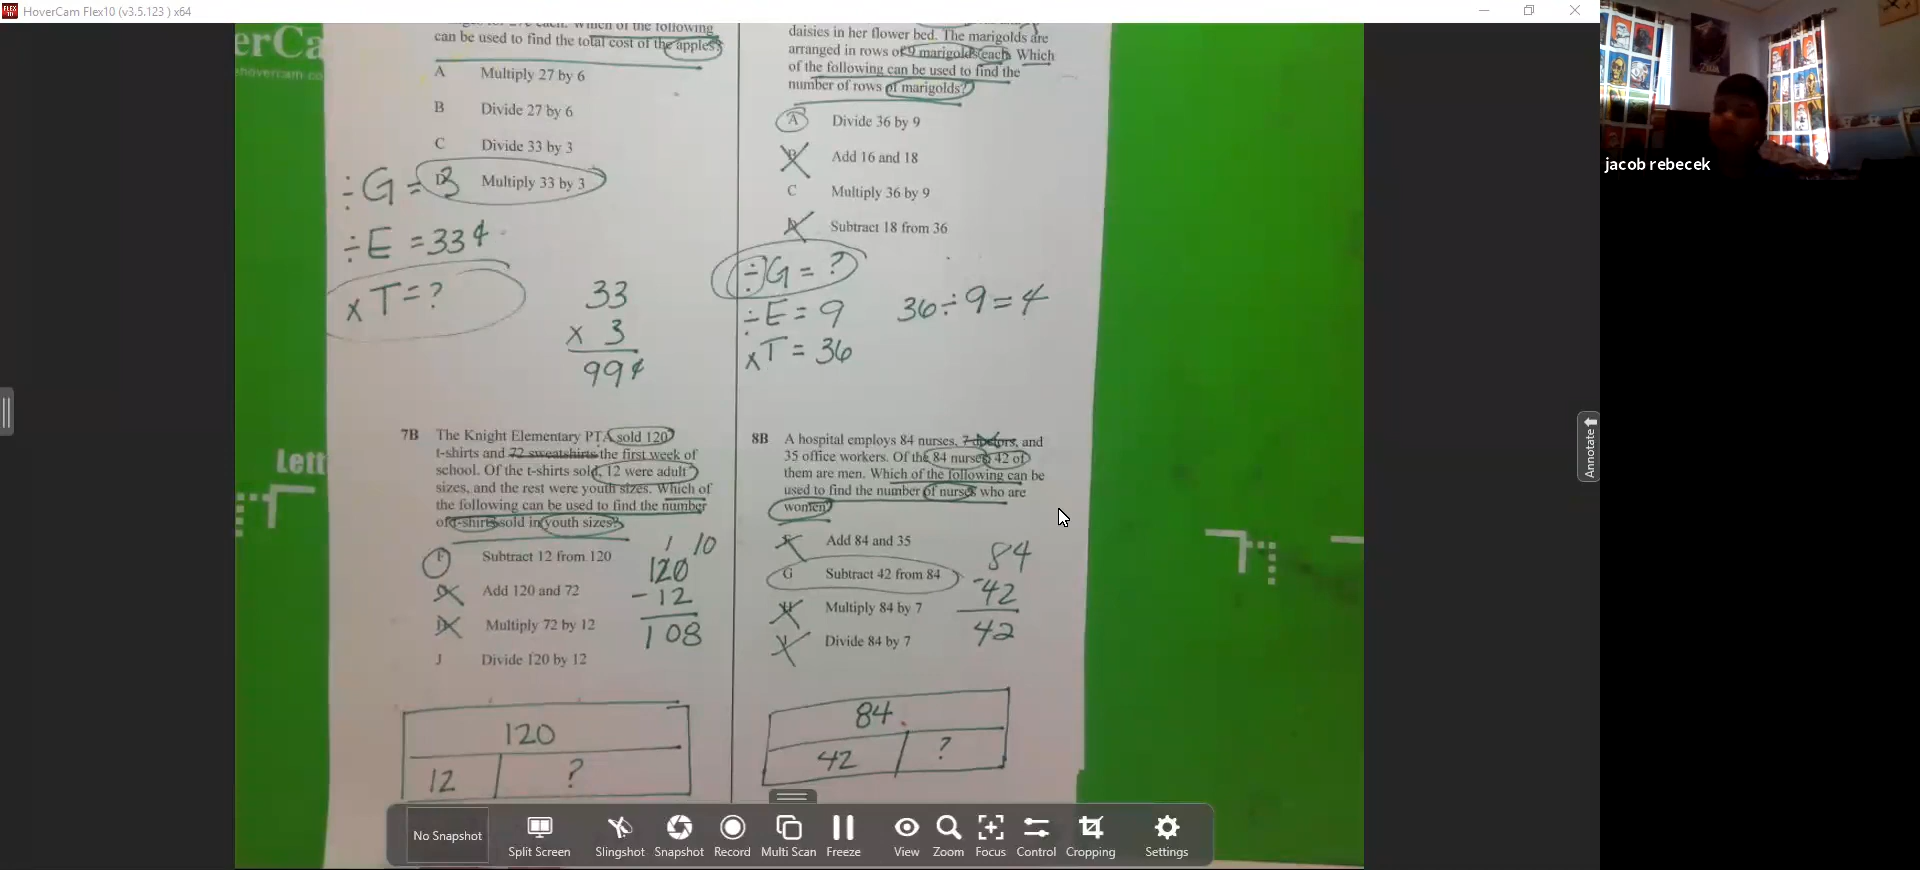 HoverCam Flex10 (v3.5.123 ) x64
erCa
hovercam.co
each. Which of the following
can be used to find the total cost of the apples?
A Multiply 27 by 6
B Divide 27 by 6
C Divide 33 by 3
D Multiply 33 by 3
÷G = 3
÷E = 33¢
x T = ?
33
x 3
99¢
daisies in her flower bed. The marigolds are
arranged in rows of 9 marigolds each. Which
of the following can be used to find the
number of rows of marigolds?
A Divide 36 by 9
B Add 16 and 18
C Multiply 36 by 9
D Subtract 18 from 36
÷G = ?
÷E = 9
xT = 36
36 ÷ 9 = 4
Lett
7B The Knight Elementary PTA sold 120
t-shirts and 72 sweatshirts the first week of
school. Of the t-shirts sold, 12 were adult
sizes, and the rest were youth sizes. Which of
the following can be used to find the number
of t-shirts sold in youth sizes?
F Subtract 12 from 120
Add 120 and 72
Multiply 72 by 12
J Divide 120 by 12
1 10
120
- 12
108
120
12 ?
8B A hospital employs 84 nurses, 7 doctors, and
35 office workers. Of the 84 nurses, 42 of
them are men. Which of the following can be
used to find the number of nurses who are
women?
Add 84 and 35
G Subtract 42 from 84
H Multiply 84 by 7
Divide 84 by 7
84
-42
42
84
42 ?
No Snapshot
Split Screen
Slingshot
Snapshot
Record
Multi Scan
Freeze
View
Zoom
Focus
Control
Cropping
Settings
Annotate
jacob rebecek